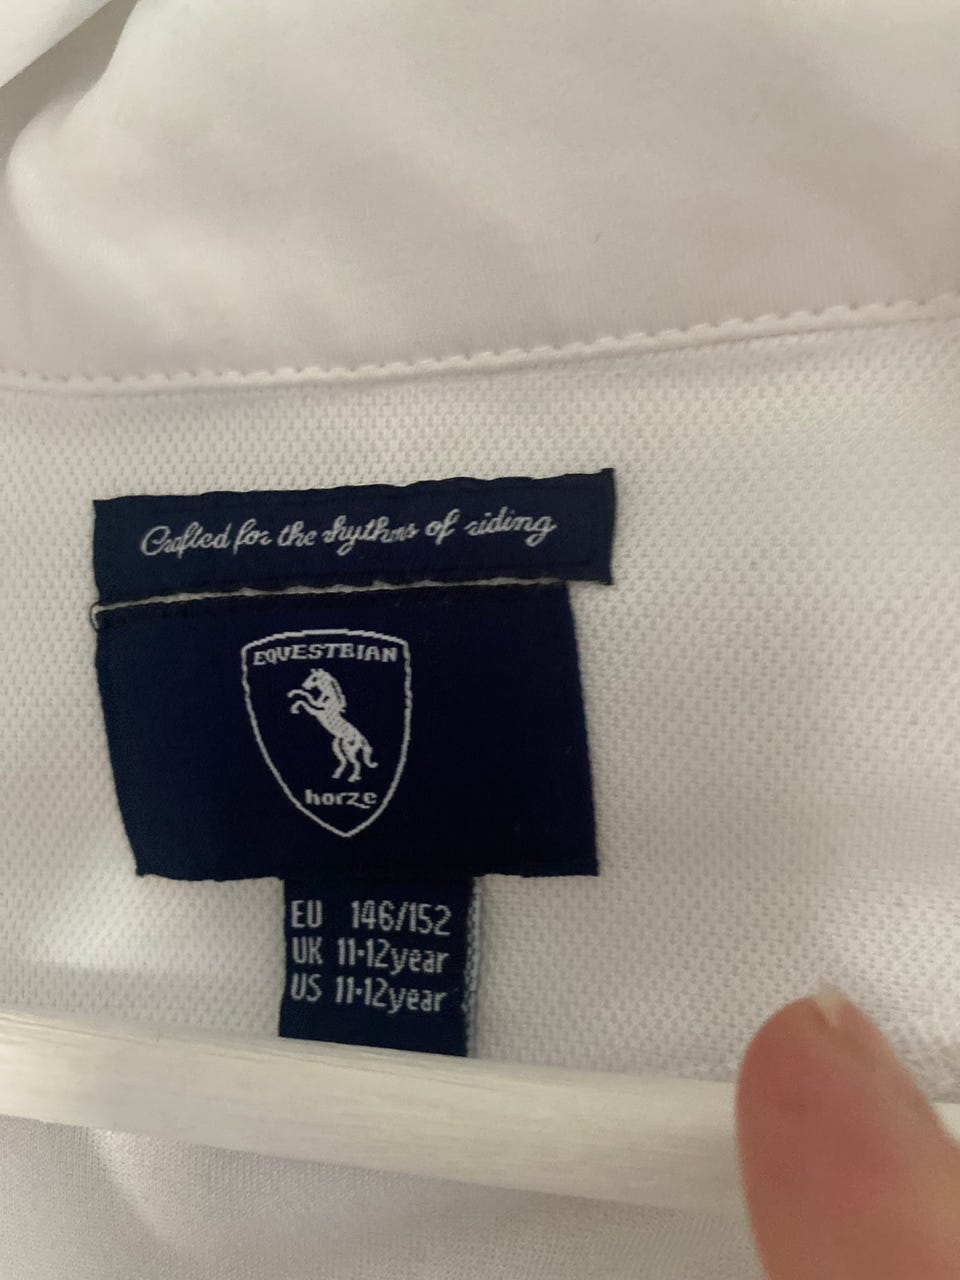 Crafted for the rhythms of riding
EQUESTRIAN
horze
EU 146/152
UK 11-12year
US 11-12year